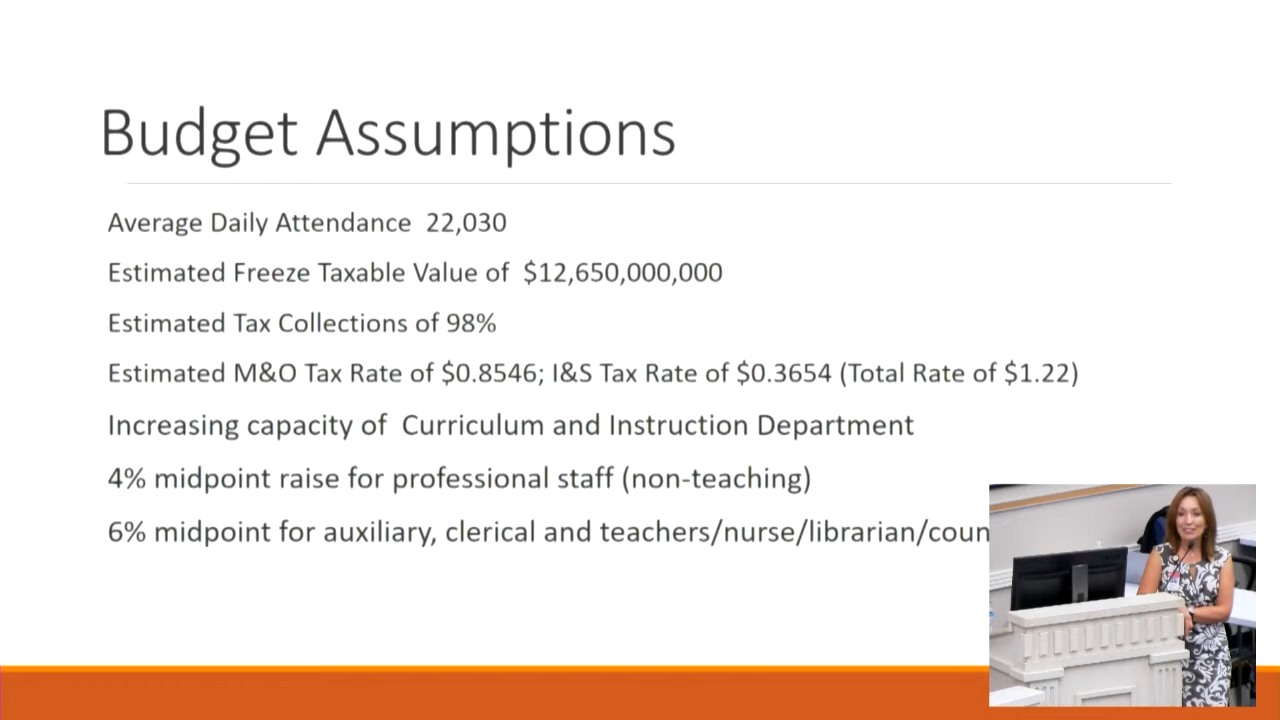 Budget Assumptions
Average Daily Attendance 22,030
Estimated Freeze Taxable Value of $12,650,000,000
Estimated Tax Collections of 98%
Estimated M&O Tax Rate of $0.8546; I&S Tax Rate of $0.3654 (Total Rate of $1.22)
Increasing capacity of Curriculum and Instruction Department
4% midpoint raise for professional staff (non-teaching)
6% midpoint for auxiliary, clerical and teachers/nurse/librarian/coun